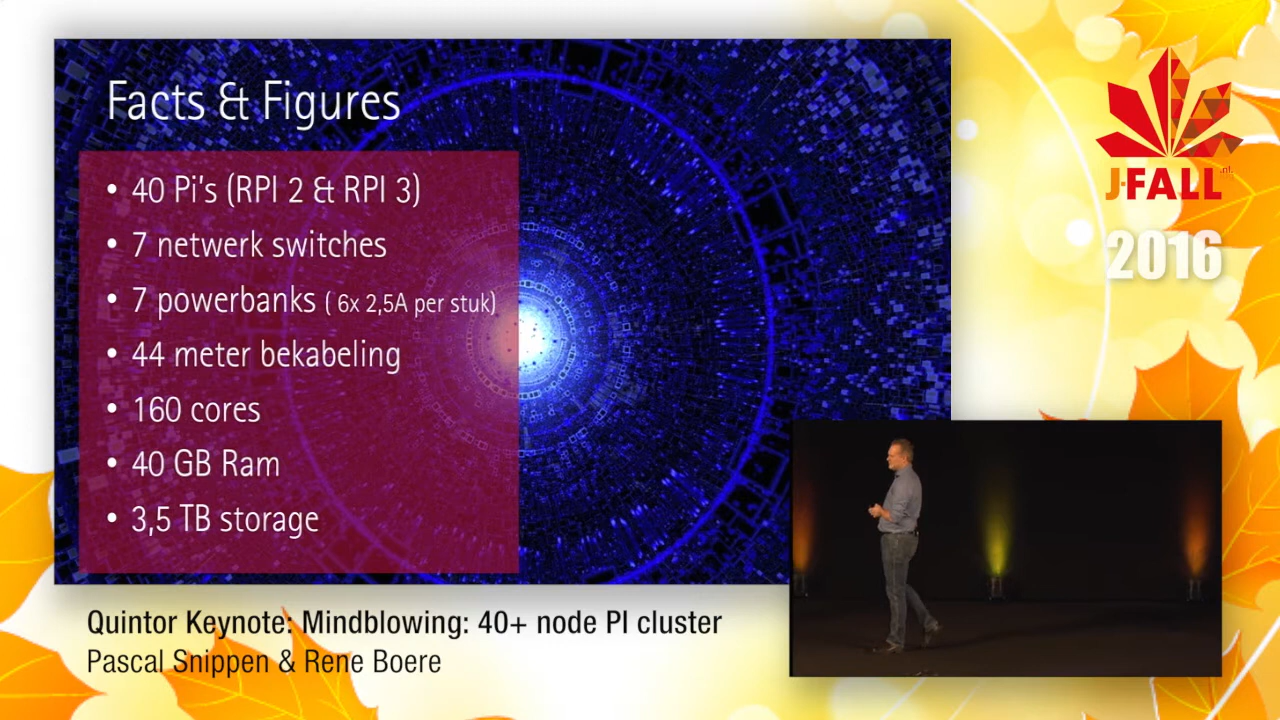 Facts & Figures
• 40 Pi's (RPI 2 & RPI 3)
• 7 netwerk switches
• 7 powerbanks ( 6x 2,5A per stuk)
• 44 meter bekabeling
• 160 cores
• 40 GB Ram
• 3,5 TB storage
J-FALL.nl
2016
Quintor Keynote: Mindblowing: 40+ node PI cluster
Pascal Snippen & Rene Boere